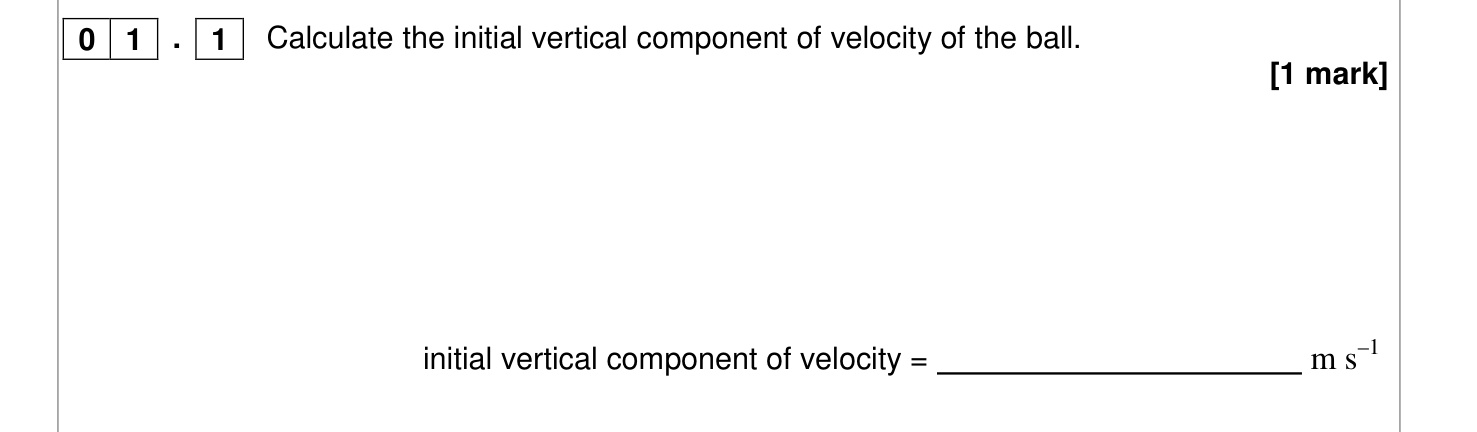 0 1 . 1 Calculate the initial vertical component of velocity of the ball.
[1 mark]
initial vertical component of velocity = ______________________ m s⁻¹